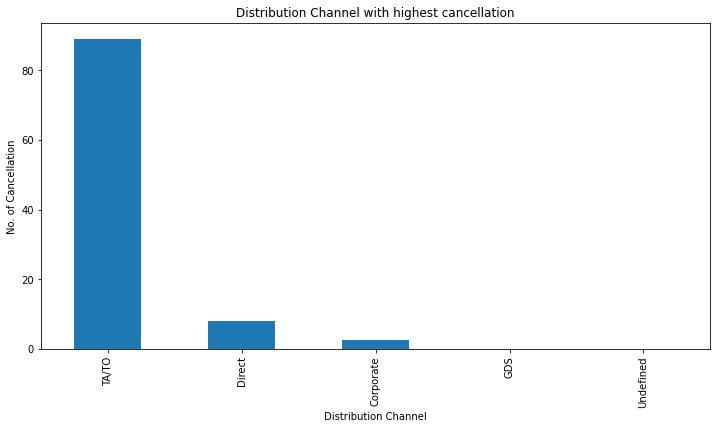 Distribution Channel with highest cancellation
80
60
40
20
0
No. of Cancellation
TA/TO
Direct
Corporate
GDS
Undefined
Distribution Channel